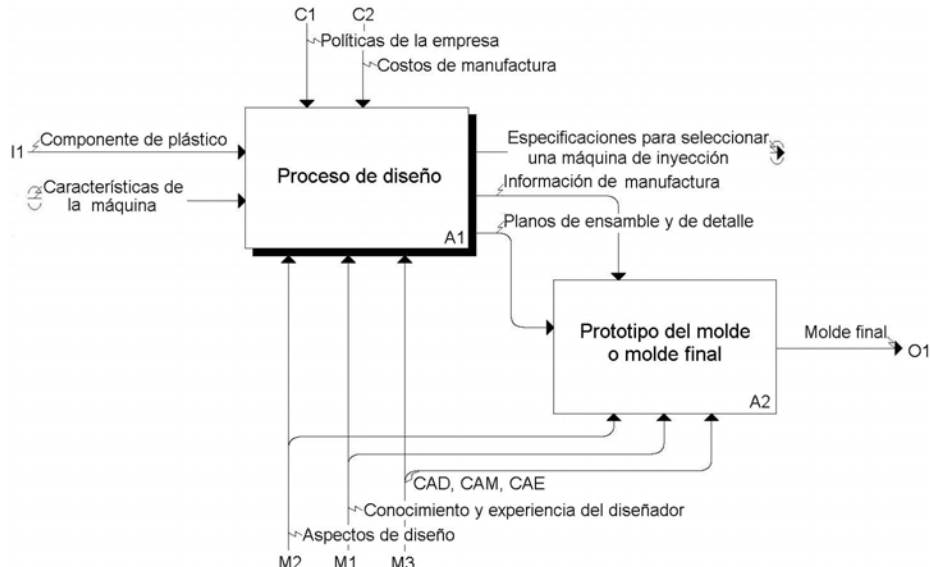 C1 C2
Políticas de la empresa
Costos de manufactura
I1 Componente de plástico
Características de
la máquina
Proceso de diseño
A1
Especificaciones para seleccionar
una máquina de inyección
Información de manufactura
Planos de ensamble y de detalle
Prototipo del molde
o molde final
A2
Molde final
O1
CAD, CAM, CAE
Conocimiento y experiencia del diseñador
Aspectos de diseño
M2 M1 M3